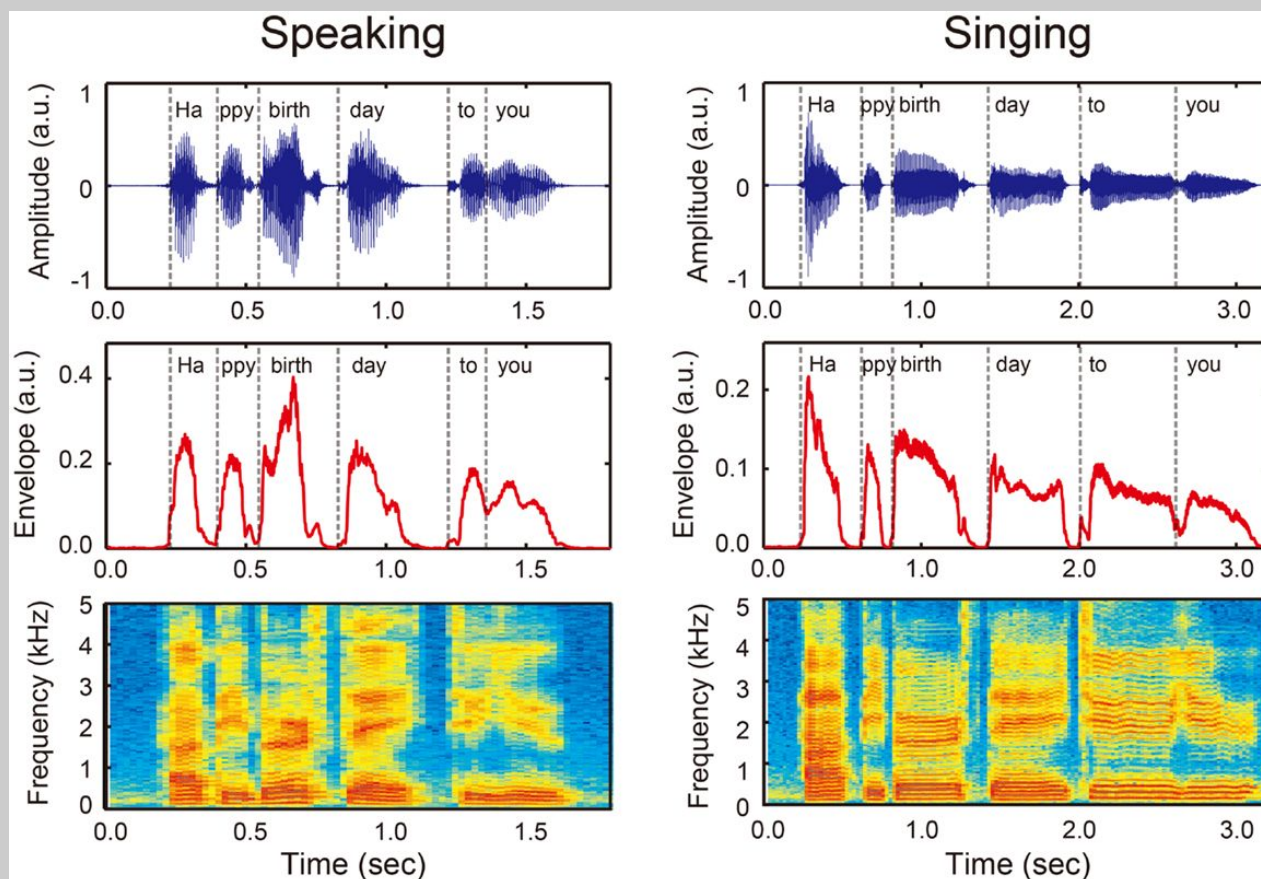 Speaking
Amplitude (a.u.)
1
0
-1
Ha ppy birth day to you
0.0 0.5 1.0 1.5
Envelope (a.u.)
0.4
0.2
0.0
Ha ppy birth day to you
0.0 0.5 1.0 1.5
Frequency (kHz)
5
4
3
2
1
0
0.0 0.5 1.0 1.5
Time (sec)
Singing
Amplitude (a.u.)
1
0
-1
Ha ppy birth day to you
0.0 1.0 2.0 3.0
Envelope (a.u.)
0.2
0.1
0.0
Ha ppy birth day to you
0.0 1.0 2.0 3.0
Frequency (kHz)
5
4
3
2
1
0
0.0 1.0 2.0 3.0
Time (sec)